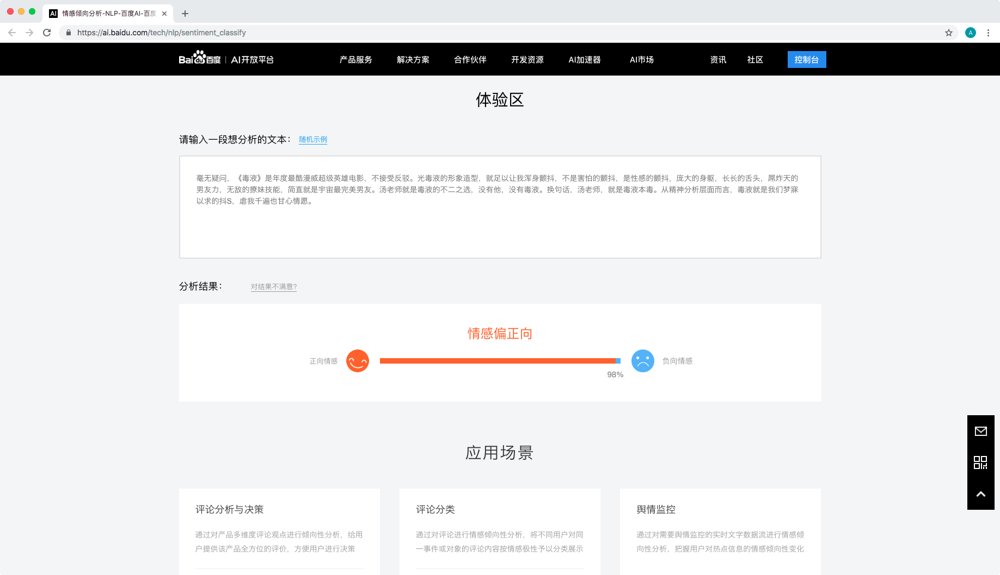 情感倾向分析-NLP-百度AI-百度
https://ai.baidu.com/tech/nlp/sentiment_classify
A
Bai du 百度 | AI开放平台
产品服务
解决方案
合作伙伴
开发资源
AI加速器
AI市场
资讯
社区
控制台
体验区
请输入一段想分析的文本： 随机示例
毫无疑问，《毒液》是年度最酷漫威超级英雄电影，不接受反驳。光毒液的形象造型，就足以让我浑身颤抖，不是害怕的颤抖，是性感的颤抖，庞大的身躯，长长的舌头，屌炸天的
男友力，无敌的撩妹技能，简直就是宇宙最完美男友。汤老师就是毒液的不二之选，没有他，没有毒液。换句话，汤老师，就是毒液本毒。从精神分析层面而言，毒液就是我们梦寐
以求的抖S，虐我千遍也甘心情愿。
分析结果： 对结果不满意?
情感偏正向
正向情感
负向情感
98%
应用场景
评论分析与决策
通过对产品多维度评论观点进行倾向性分析，给用
户提供该产品全方位的评价，方便用户进行决策
评论分类
通过对评论进行情感倾向性分析，将不同用户对同
一事件或对象的评论内容按情感极性予以分类展示
舆情监控
通过对需要舆情监控的实时文字数据流进行情感倾
向性分析，把握用户对热点信息的情感倾向性变化